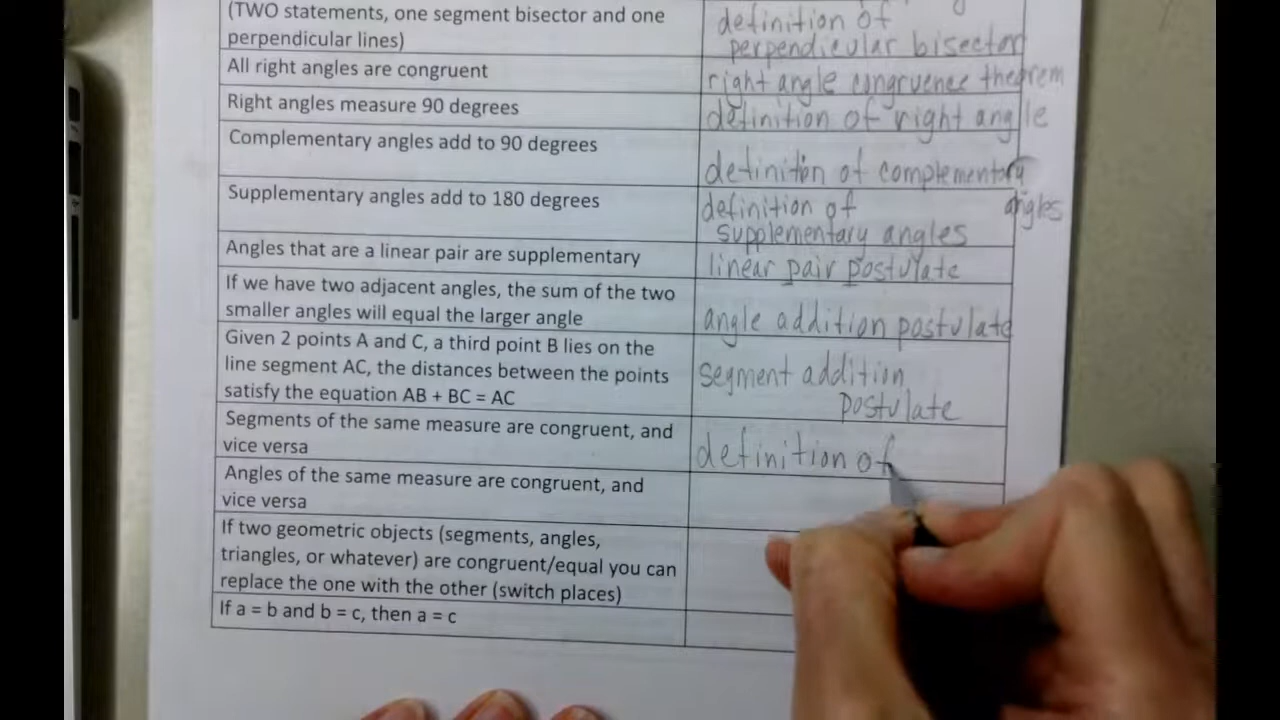 (TWO statements, one segment bisector and one
perpendicular lines)
definition of
perpendicular bisector
All right angles are congruent
right angle congruence theorem
Right angles measure 90 degrees
definition of right angle
Complementary angles add to 90 degrees
definition of complementary
angles
Supplementary angles add to 180 degrees
definition of
supplementary angles
Angles that are a linear pair are supplementary
linear pair postulate
If we have two adjacent angles, the sum of the two
smaller angles will equal the larger angle
angle addition postulate
Given 2 points A and C, a third point B lies on the
line segment AC, the distances between the points
satisfy the equation AB + BC = AC
segment addition
postulate
Segments of the same measure are congruent, and
vice versa
definition of
Angles of the same measure are congruent, and
vice versa
If two geometric objects (segments, angles,
triangles, or whatever) are congruent/equal you can
replace the one with the other (switch places)
If a = b and b = c, then a = c